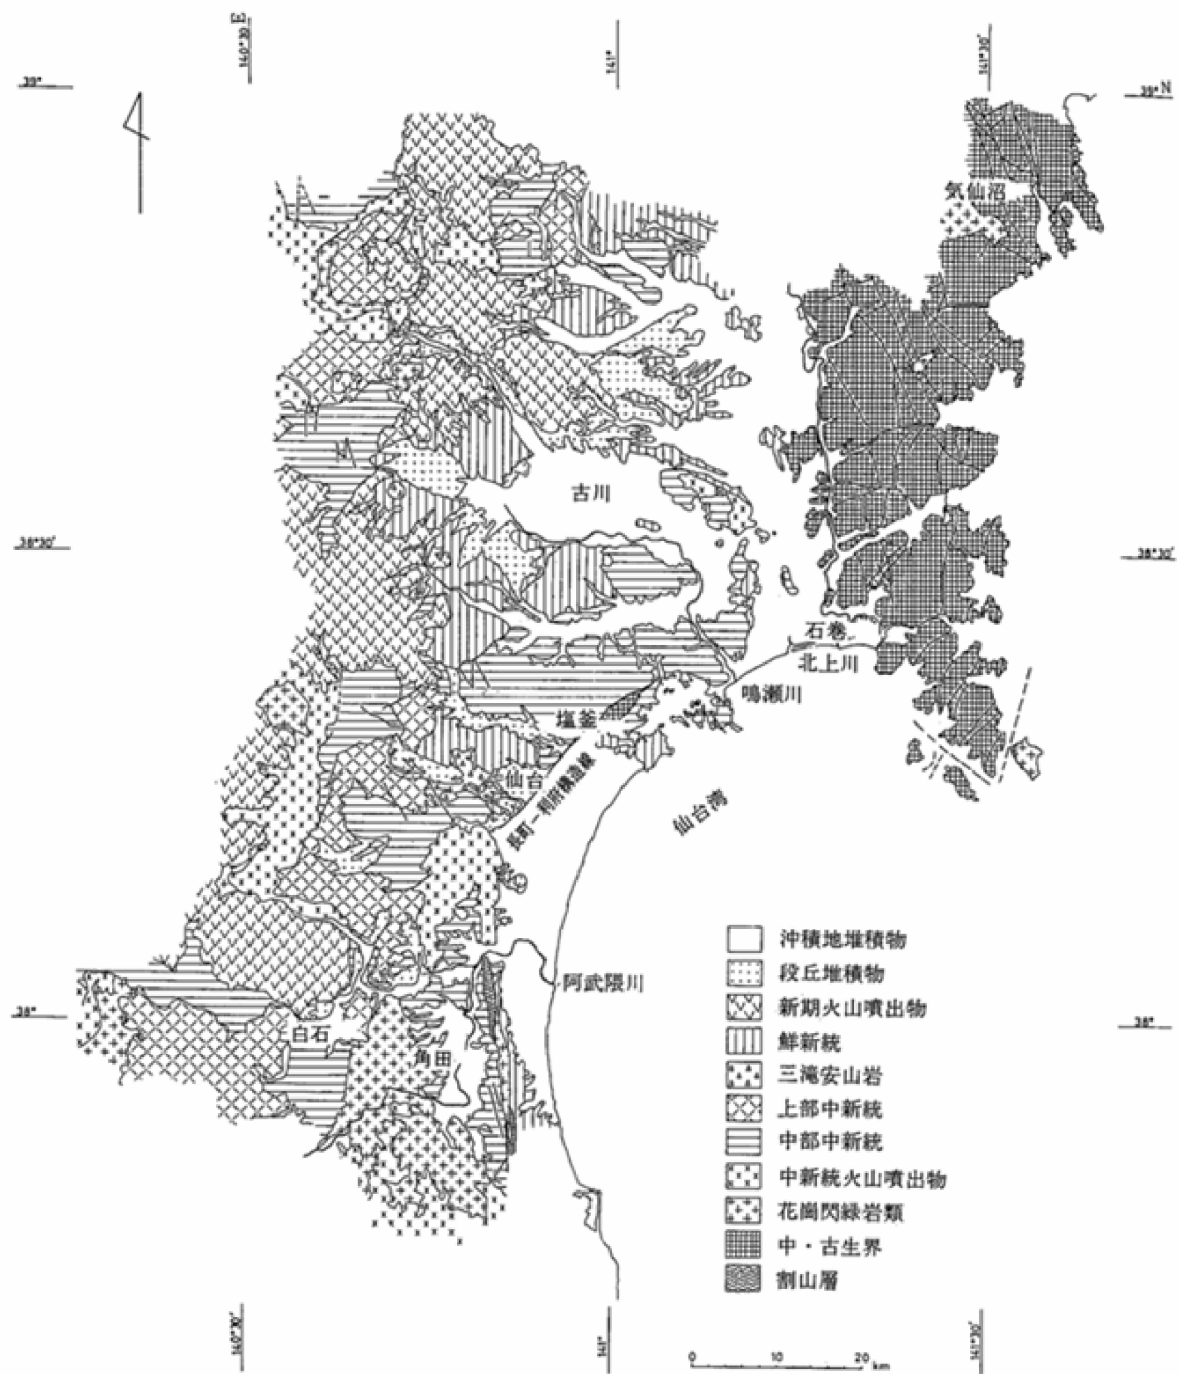 140°30' E
141°
141°30'
39°
39° N
気仙沼
古川
38°30'
38°30'
石巻
北上川
鳴瀬川
塩釜
仙台
長町－利府構造線
仙台湾
阿武隈川
38°
38°
白石
角田
沖積地堆積物
段丘堆積物
新期火山噴出物
鮮新統
三滝安山岩
上部中新統
中部中新統
中新統火山噴出物
花崗閃緑岩類
中・古生界
割山層
140°30'
141°
141°30'
0 10 20 km